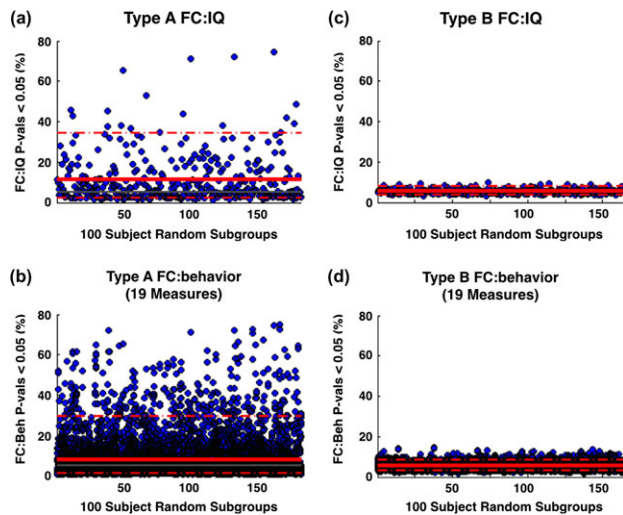 (a)
Type A FC:IQ
FC:IQ P-vals < 0.05 (%)
80
60
40
20
0
50
100
150
100 Subject Random Subgroups
(c)
Type B FC:IQ
FC:IQ P-vals < 0.05 (%)
80
60
40
20
0
50
100
150
100 Subject Random Subgroups
(b)
Type A FC:behavior
(19 Measures)
FC:Beh P-vals < 0.05 (%)
80
60
40
20
0
50
100
150
100 Subject Random Subgroups
(d)
Type B FC:behavior
(19 Measures)
FC:Beh P-vals < 0.05 (%)
80
60
40
20
0
50
100
150
100 Subject Random Subgroups